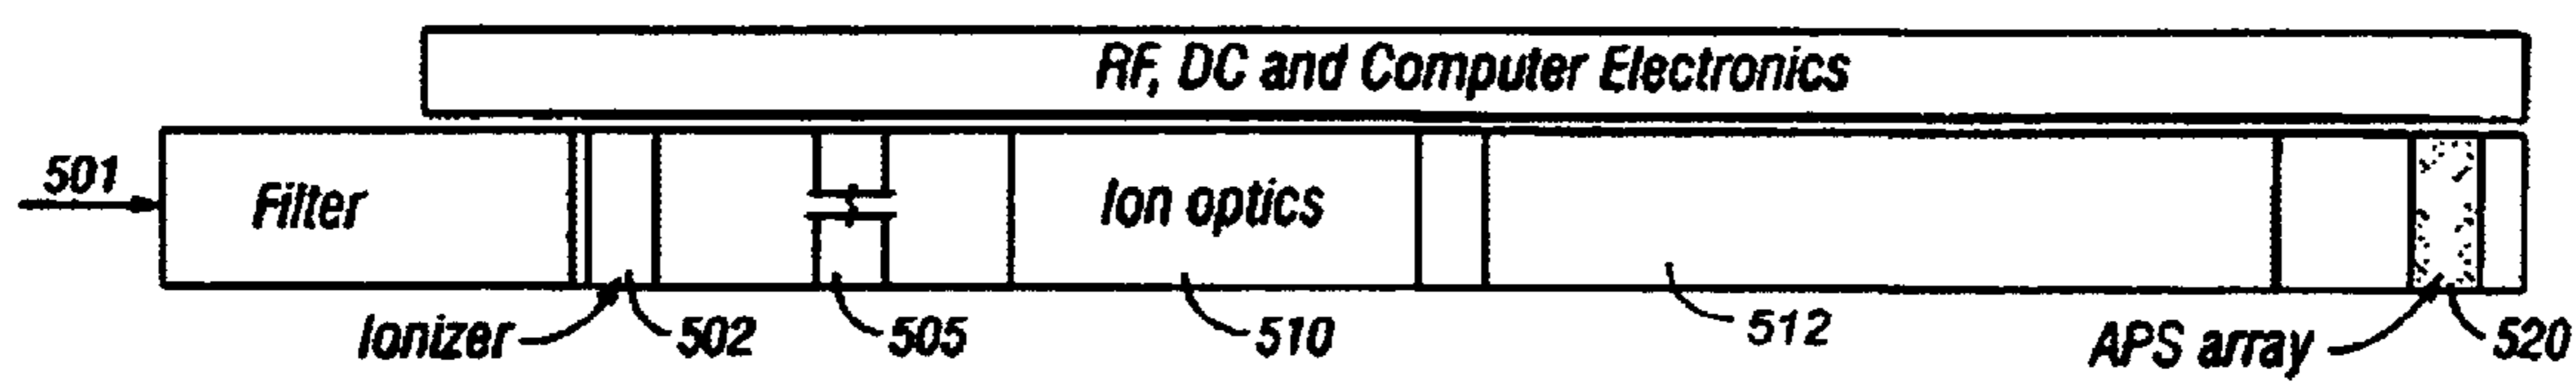 RF, DC and Computer Electronics
501
Filter
Ion optics
Ionizer
502
505
510
512
APS array
520